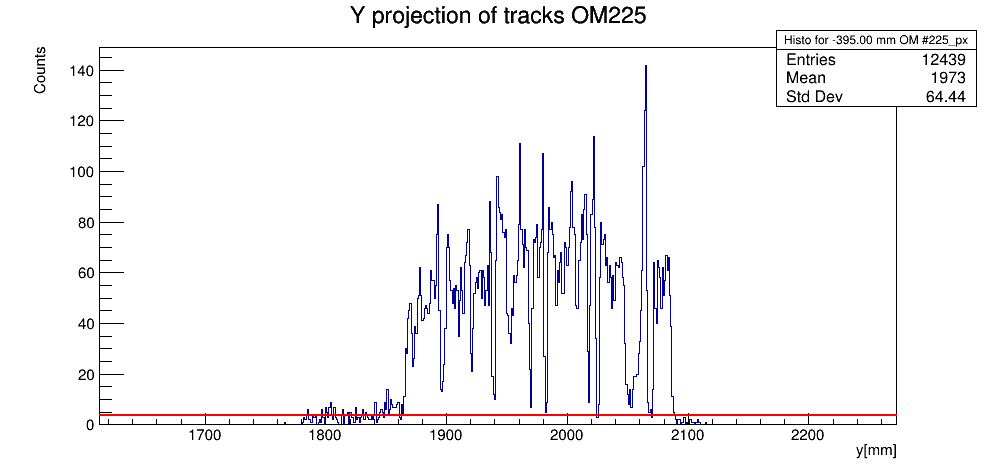 Y projection of tracks OM225
Histo for -395.00 mm OM #225_px
Entries 12439
Mean 1973
Std Dev 64.44
Counts
140
120
100
80
60
40
20
0
1700 1800 1900 2000 2100 2200
y[mm]